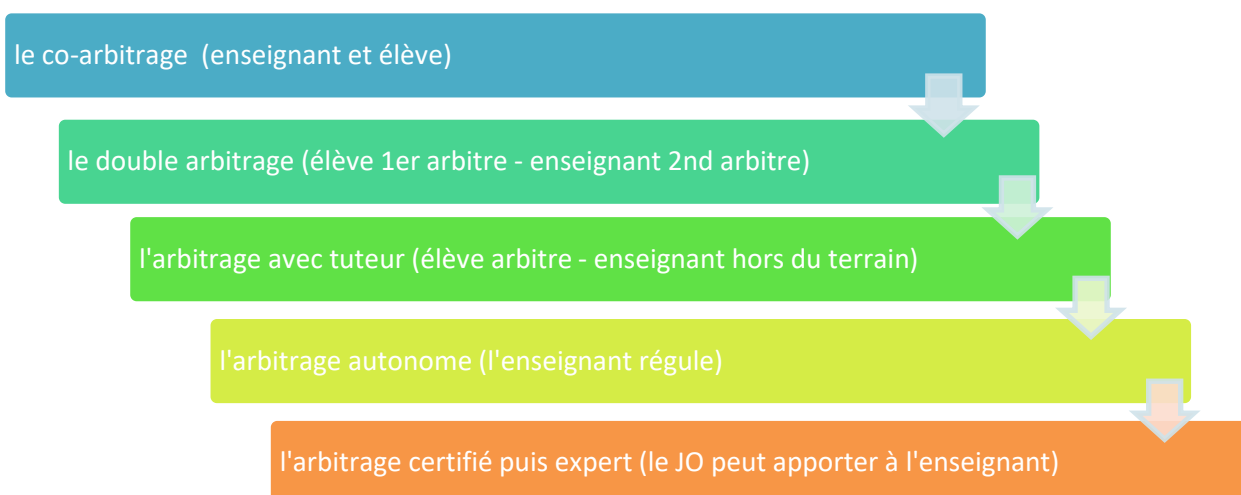 le co-arbitrage (enseignant et élève)
le double arbitrage (élève 1er arbitre - enseignant 2nd arbitre)
l'arbitrage avec tuteur (élève arbitre - enseignant hors du terrain)
l'arbitrage autonome (l'enseignant régule)
l'arbitrage certifié puis expert (le JO peut apporter à l'enseignant)